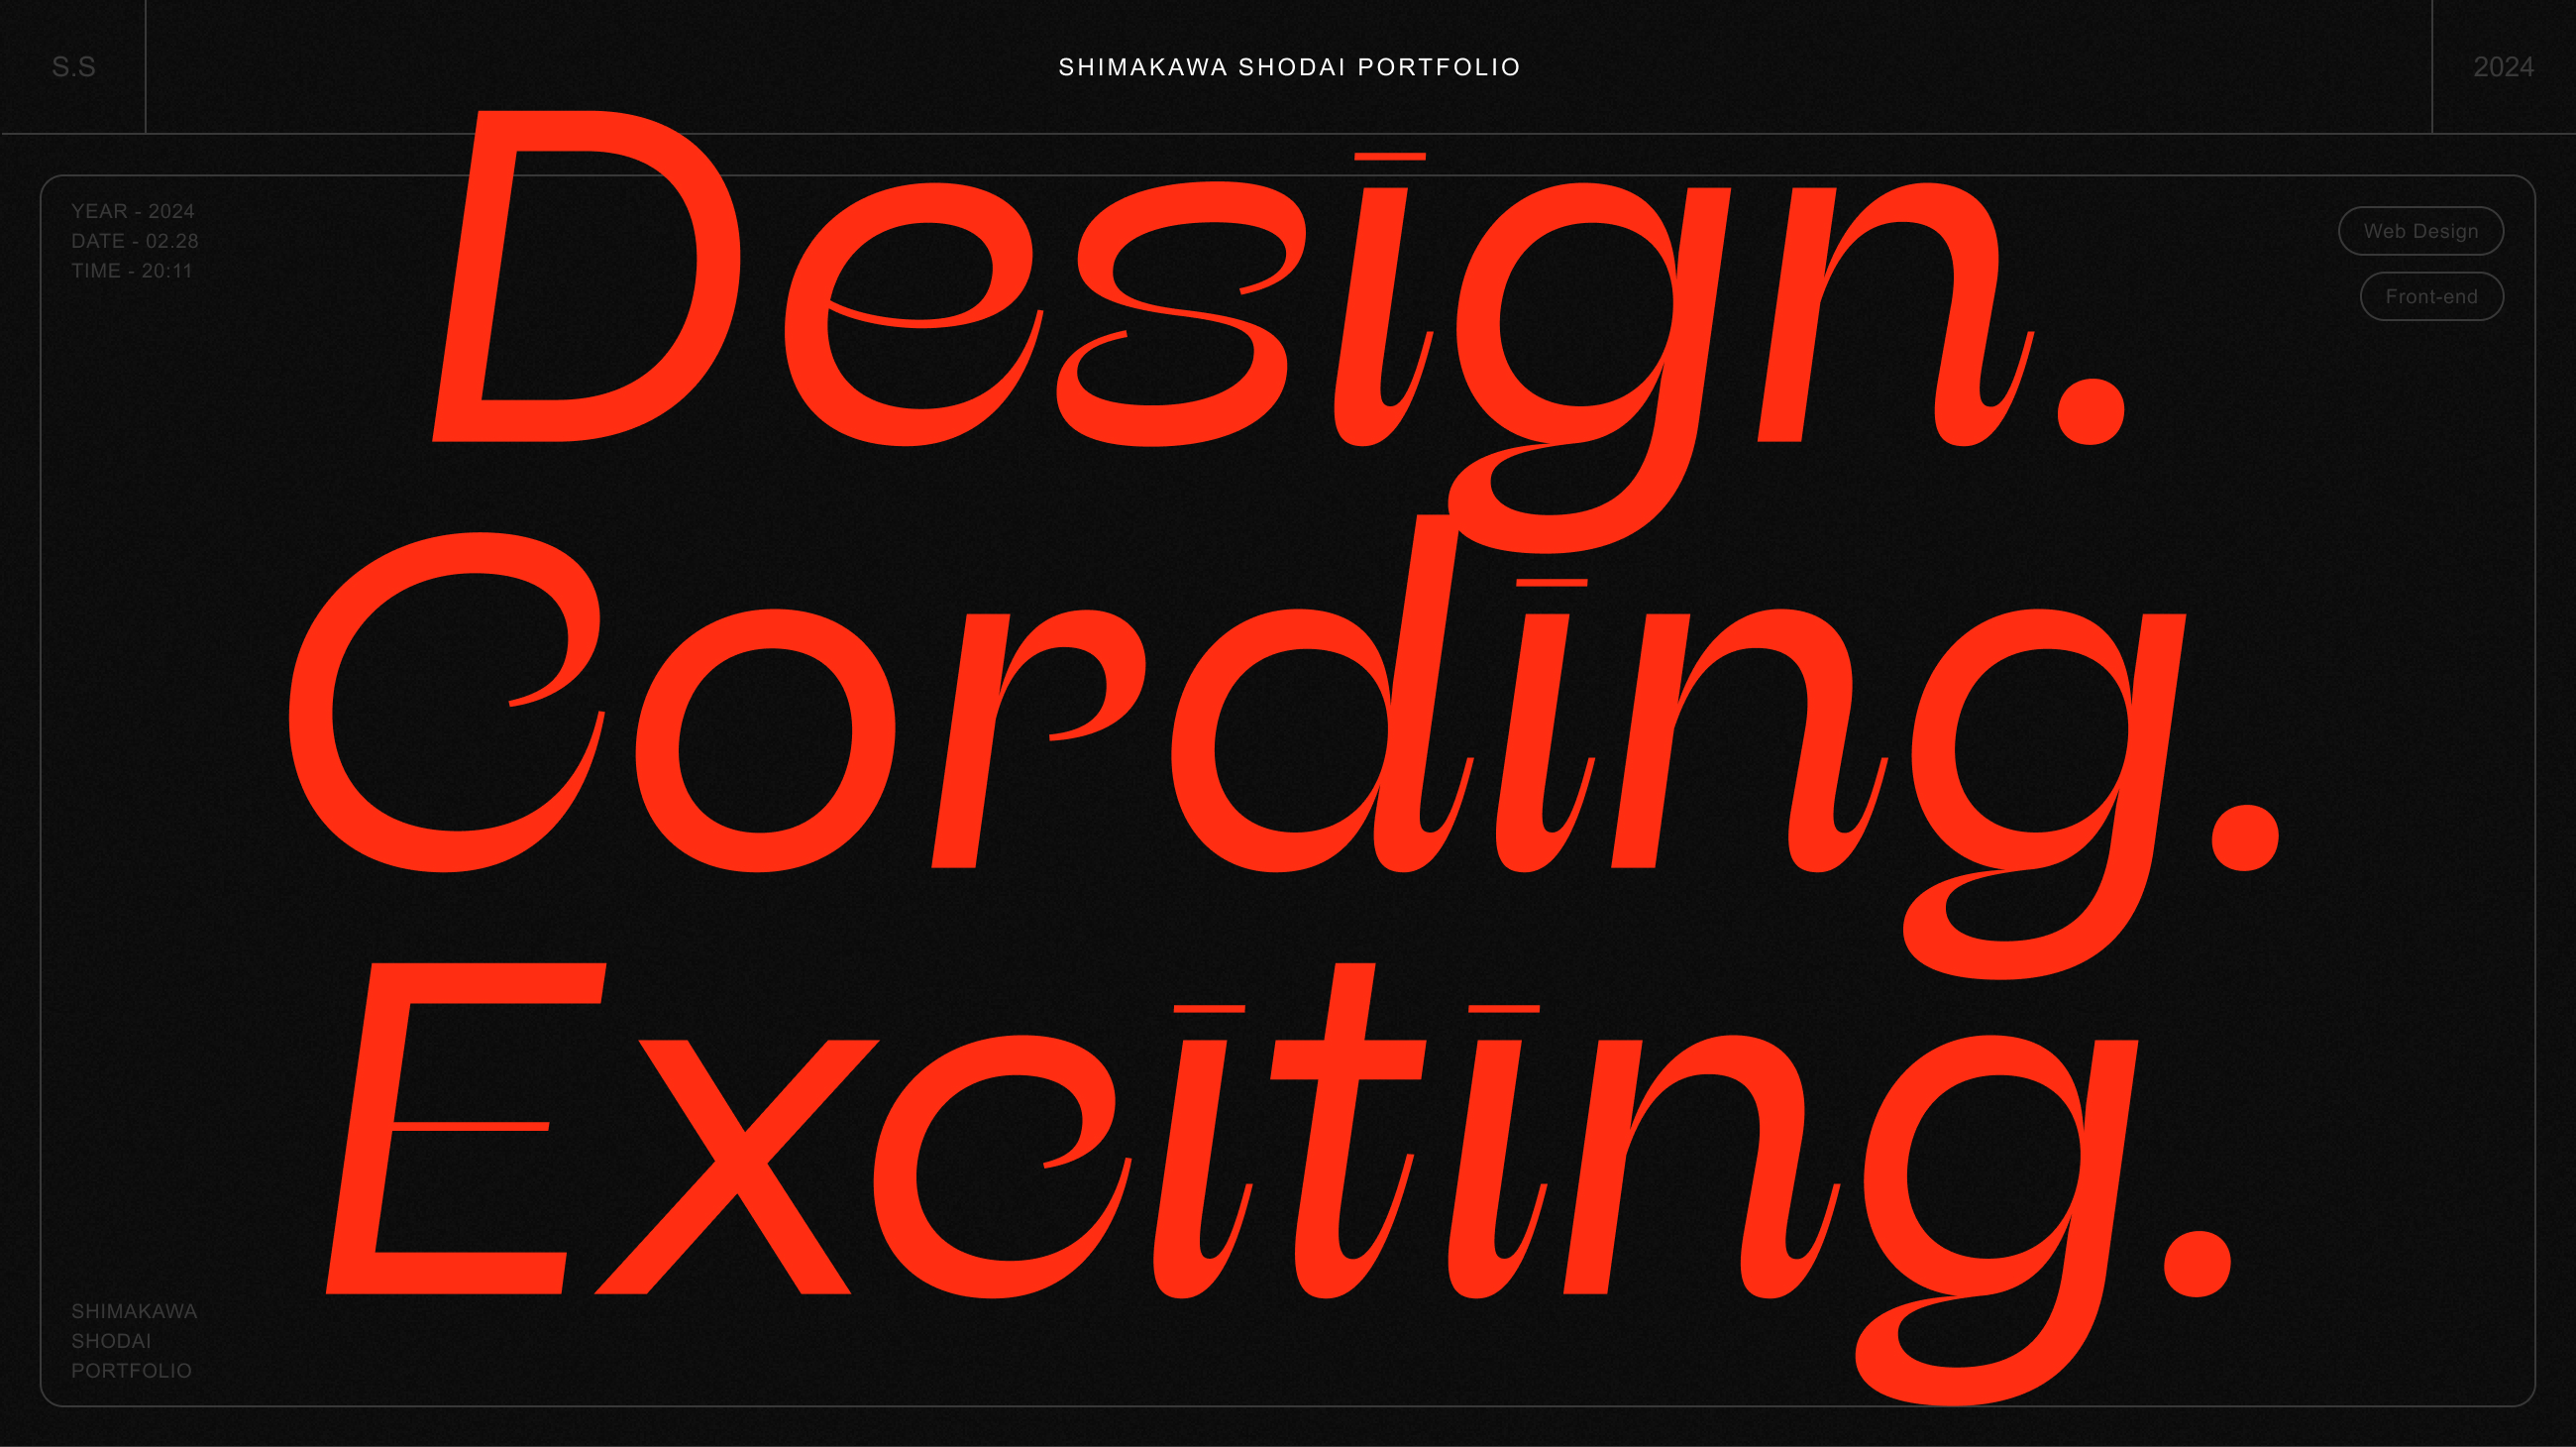 S.S
SHIMAKAWA SHODAI PORTFOLIO
2024
YEAR - 2024
DATE - 02.28
TIME - 20:11
Web Design
Front-end
Design.
Cording.
Exciting.
SHIMAKAWA
SHODAI
PORTFOLIO